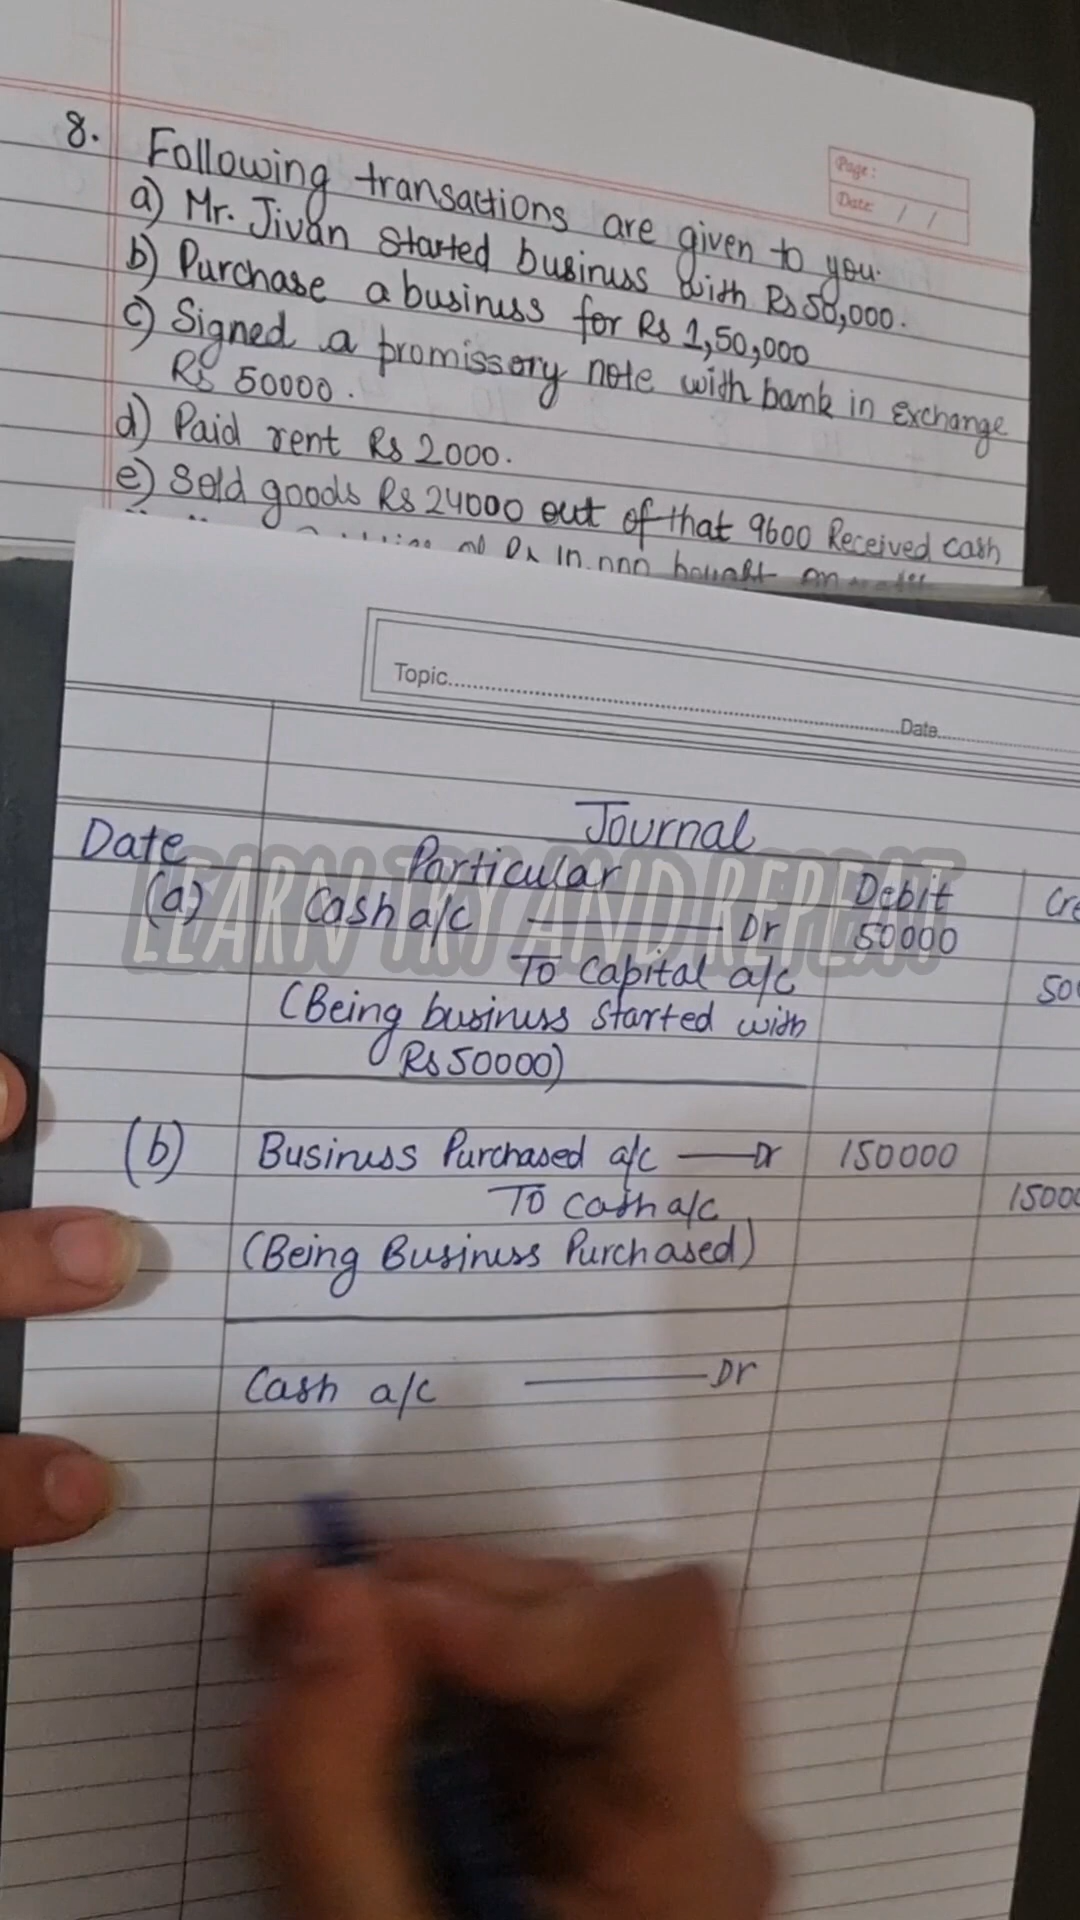 Page:
Date: / /
8. Following transactions are given to you.
a) Mr. Jivan Started business with Rs 50,000.
b) Purchase a business for Rs 1,50,000
c) Signed a promissory note with bank in exchange
Rs 50000.
d) Paid rent Rs 2000.
e) Sold goods Rs 24000 out of that 9600 Received cash
Topic
Date
Journal
Date Particular Debit Cre
(a) Cash a/c Dr 50000
To Capital a/c 50
(Being business Started with
Rs 50000)
LEARN TRY AND REPEAT
(b) Business Purchased a/c Dr 150000
To cash a/c 1500
(Being Business Purchased)
Cash a/c Dr